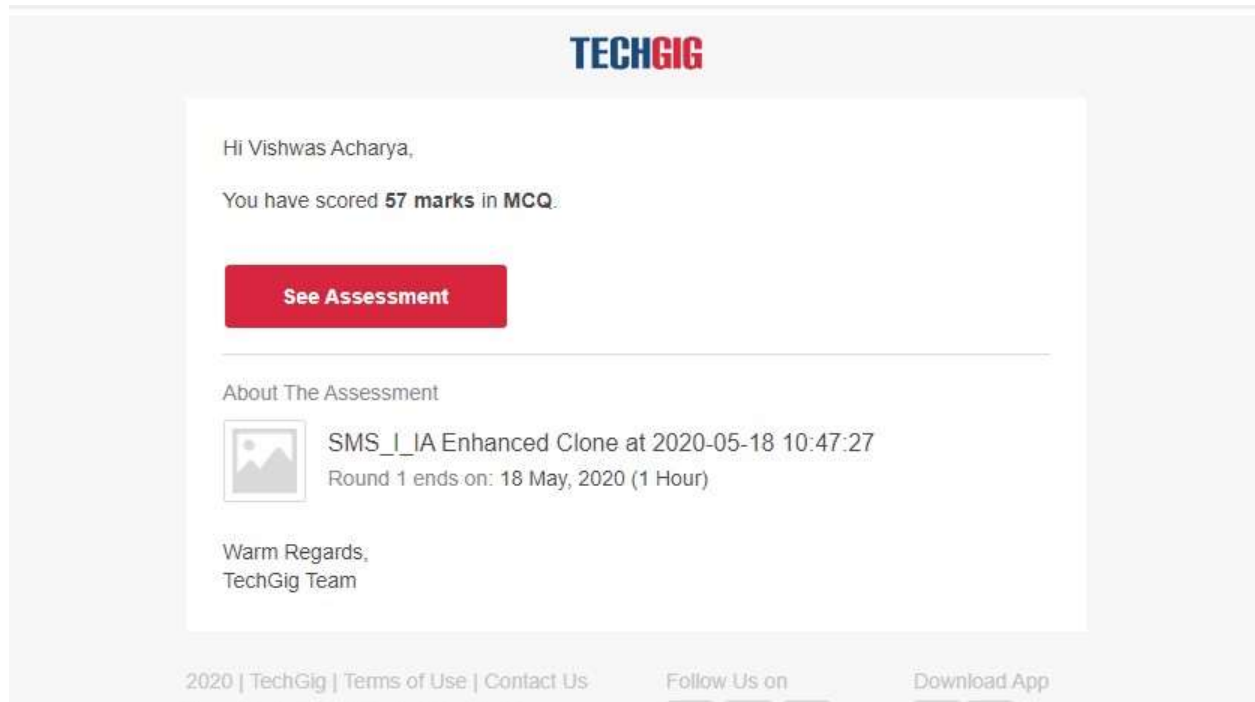 TECHGIG
Hi Vishwas Acharya,
You have scored 57 marks in MCQ.
See Assessment
About The Assessment
SMS_I_IA Enhanced Clone at 2020-05-18 10:47:27
Round 1 ends on: 18 May, 2020 (1 Hour)
Warm Regards,
TechGig Team
2020 | TechGig | Terms of Use | Contact Us Follow Us on Download App